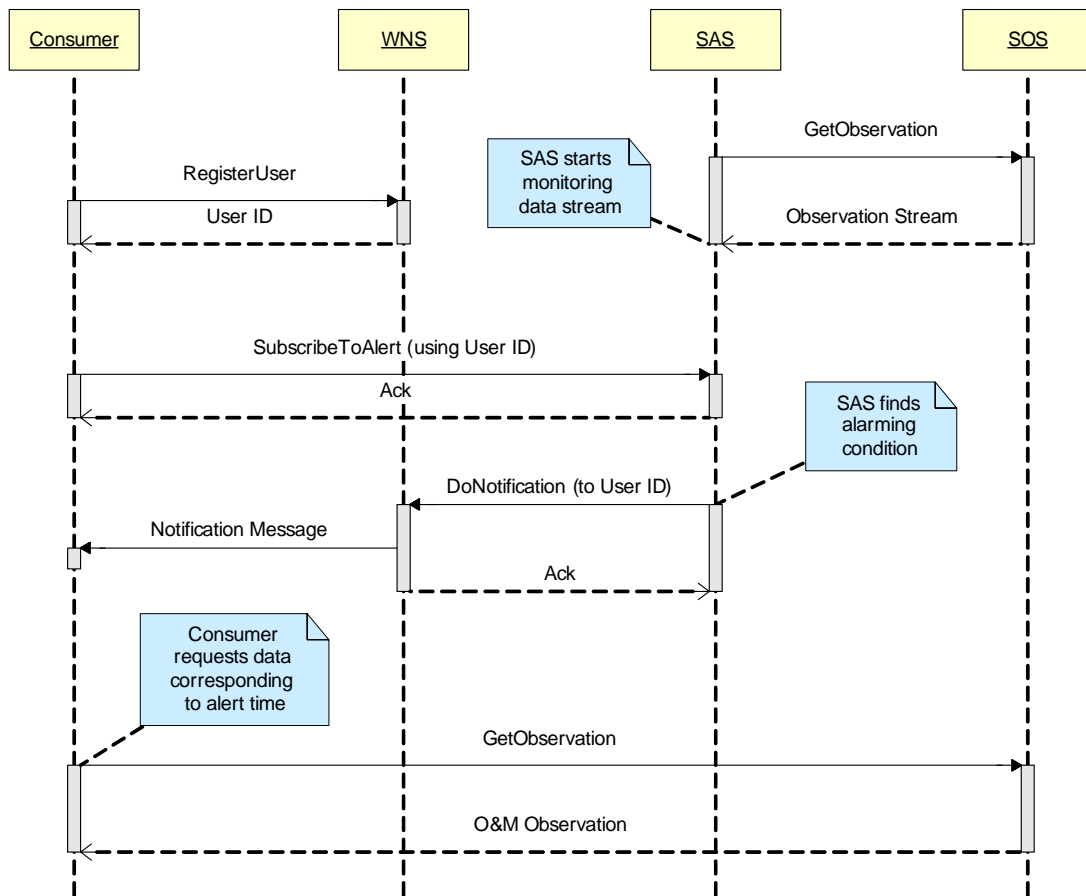 Consumer
WNS
SAS
SOS
GetObservation
SAS starts
monitoring
data stream
RegisterUser
User ID
Observation Stream
SubscribeToAlert (using User ID)
Ack
SAS finds
alarming
condition
DoNotification (to User ID)
Notification Message
Ack
Consumer
requests data
corresponding
to alert time
GetObservation
O&M Observation